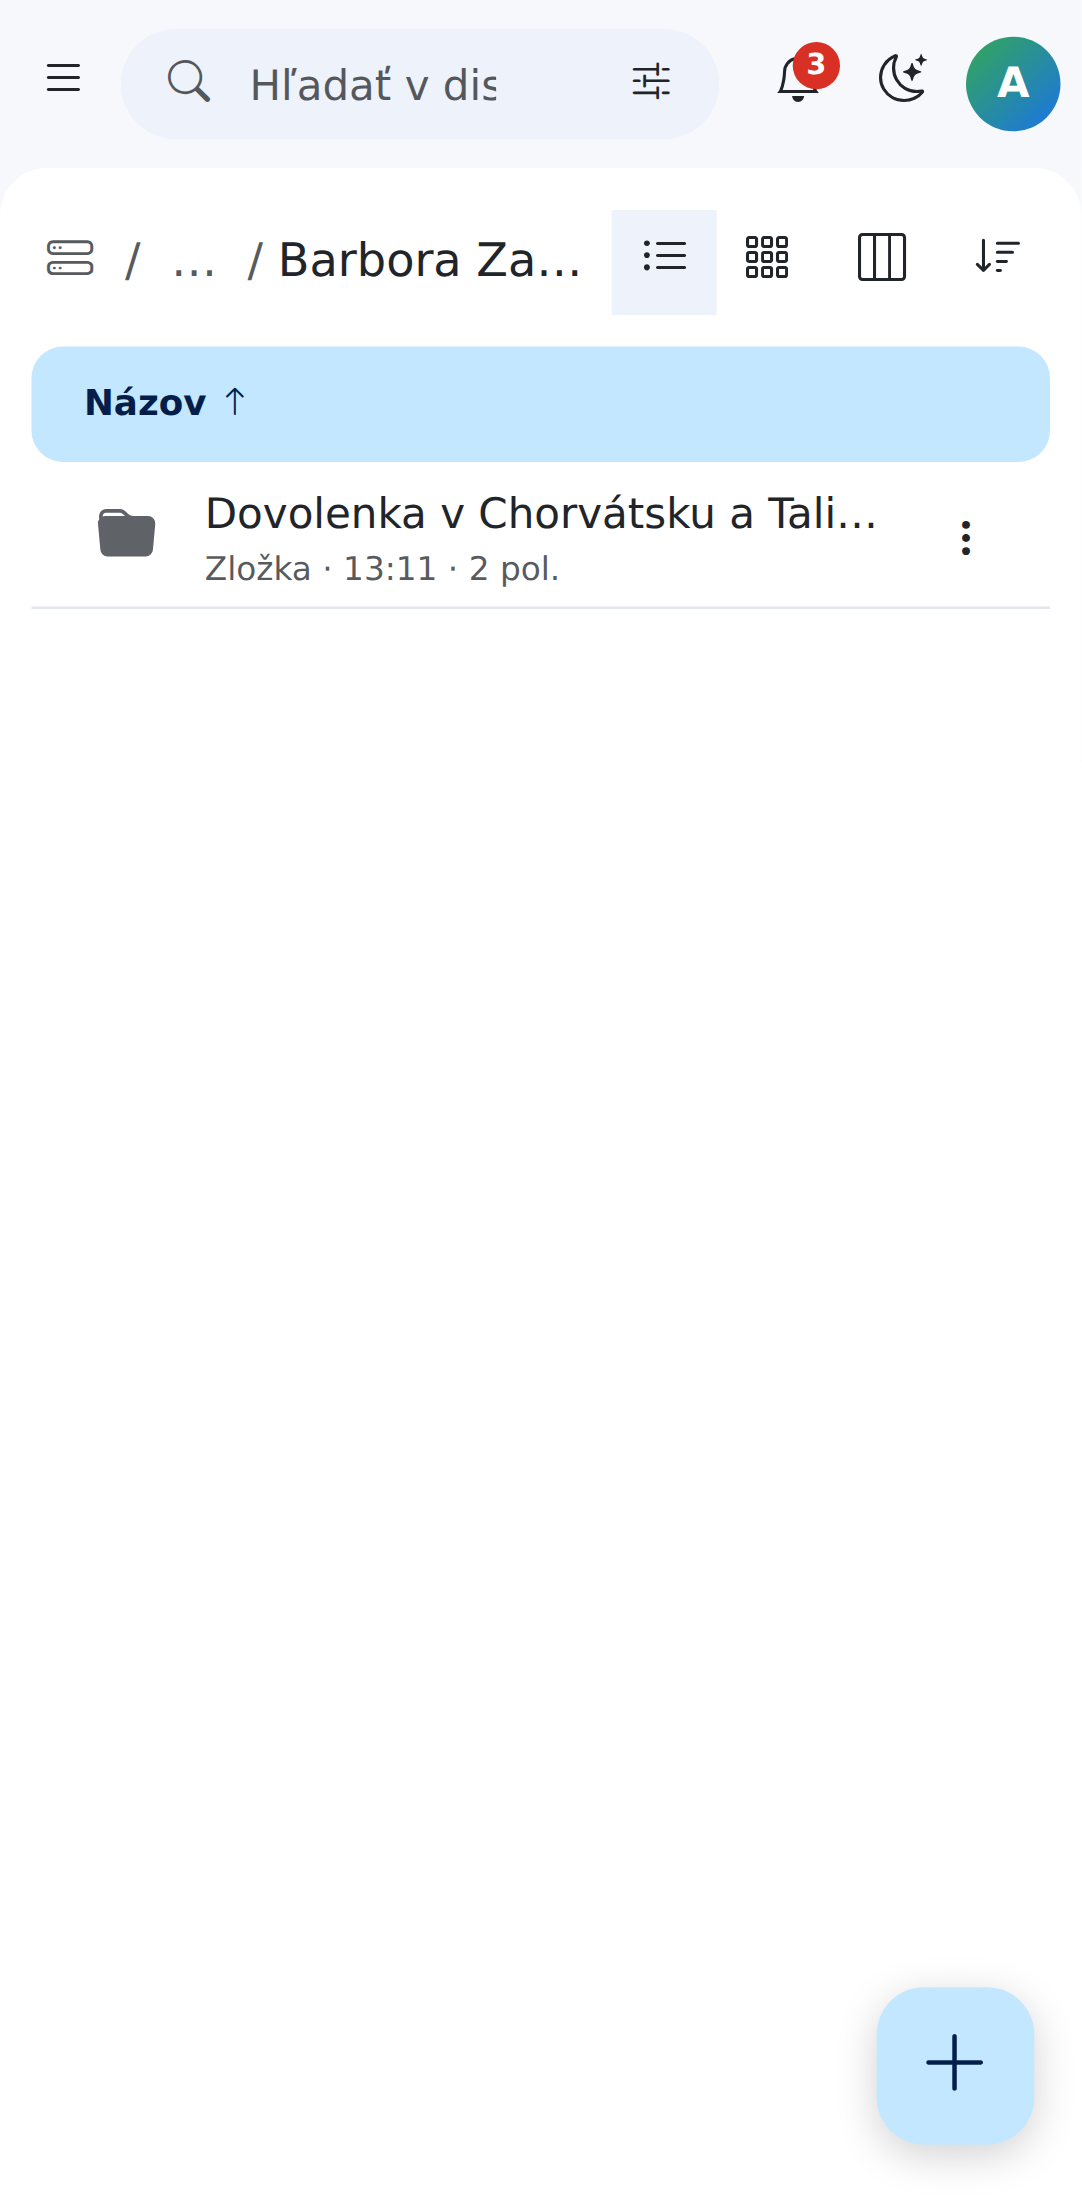 Hľadať v dis
3
A
/ ... / Barbora Za...
Názov ↑
Dovolenka v Chorvátsku a Tali...
Zložka · 13:11 · 2 pol.